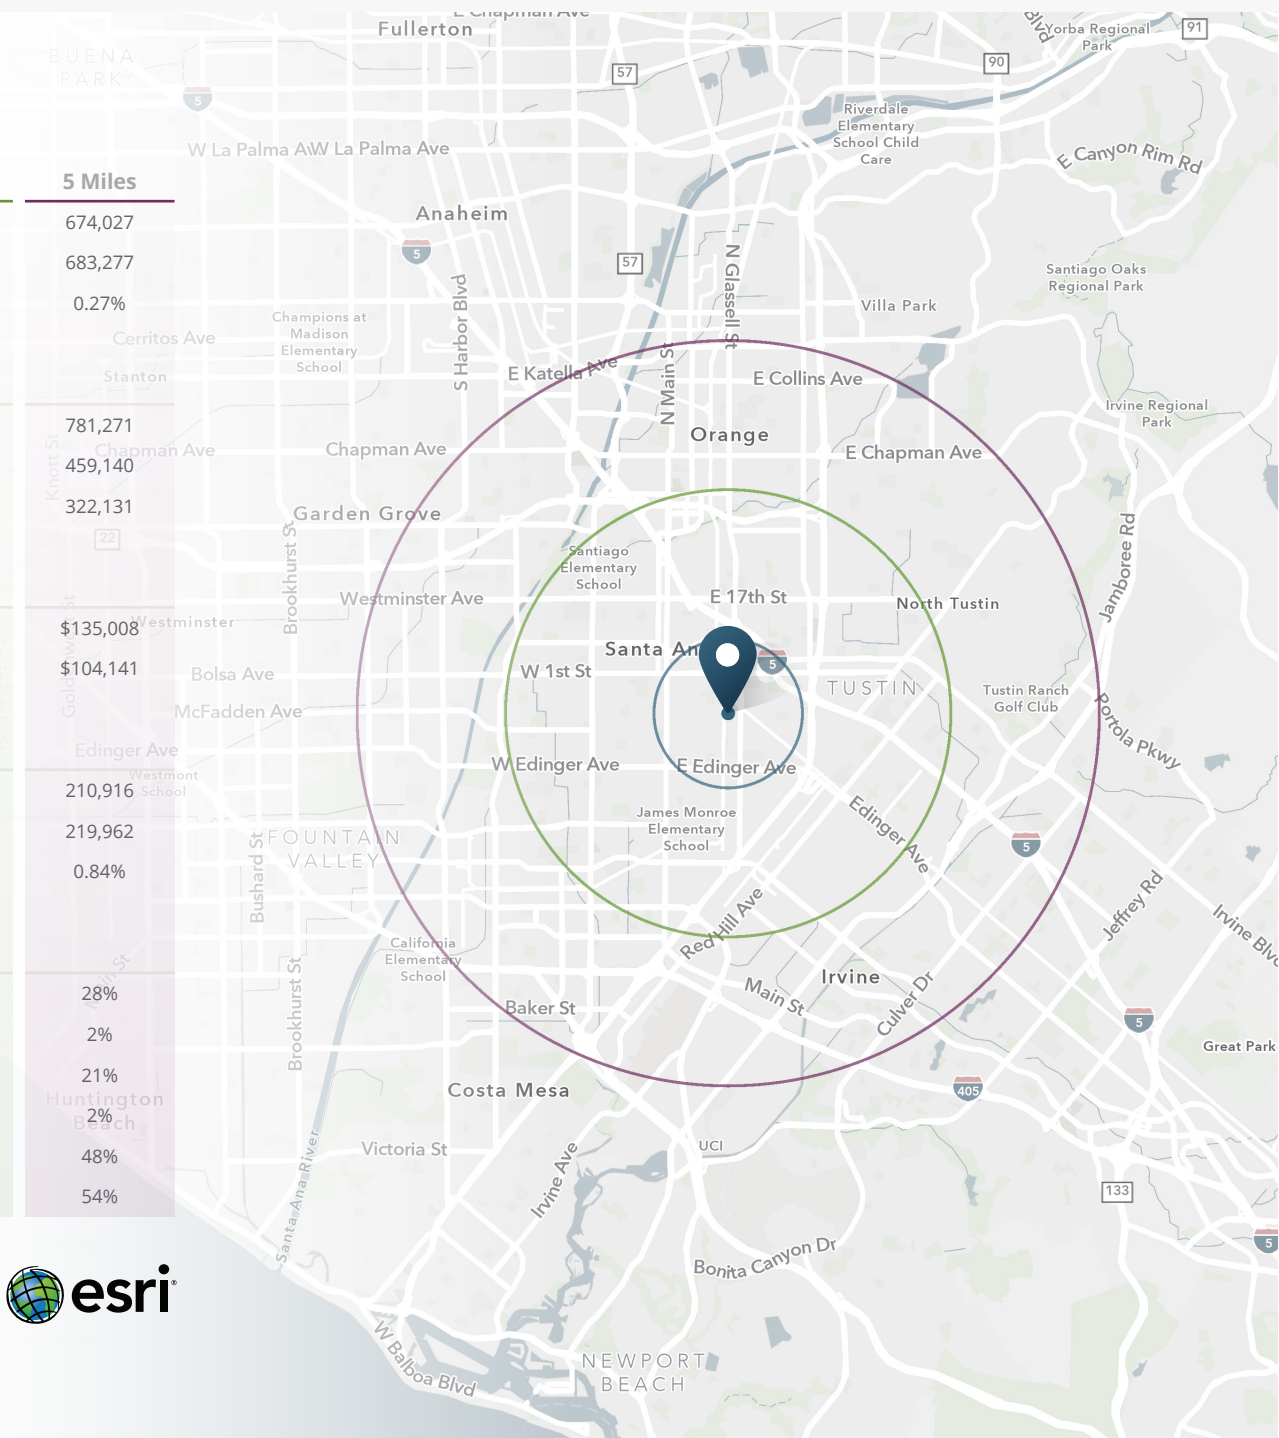 5 Miles
674,027
683,277
0.27%
781,271
459,140
322,131
$135,008
$104,141
210,916
219,962
0.84%
28%
2%
21%
2%
48%
54%
esri
E Chapman Ave
Fullerton
BUENA
PARK
Yorba Regional
Park
91
90
57
5
Riverdale
Elementary
School Child
Care
W La Palma Ave
W La Palma Ave
E Canyon Rim Rd
Anaheim
5
57
N Glassell St
Santiago Oaks
Regional Park
Villa Park
S Harbor Blvd
Champions at
Madison
Elementary
School
Cerritos Ave
Stanton
E Katella Ave
N Main St
E Collins Ave
Irvine Regional
Park
Orange
Knott St
Chapman Ave
Chapman Ave
E Chapman Ave
Garden Grove
22
Brookhurst St
Santiago
Elementary
School
Jamboree Rd
Westminster Ave
E 17th St
North Tustin
Westminster
Santa An
5
W 1st St
Bolsa Ave
TUSTIN
Tustin Ranch
Golf Club
McFadden Ave
Portola Pkwy
Edinger Ave
W Edinger Ave
E Edinger Ave
Westmont
School
James Monroe
Elementary
School
Edinger Ave
FOUNTAIN
VALLEY
5
Bushard St
Red Hill Ave
Jeffrey Rd
Irvine Blvd
California
Elementary
School
Irvine
Main St
Culver Dr
Baker St
Brookhurst St
5
Great Park
405
Costa Mesa
Huntington
Beach
Victoria St
UCI
Santa Ana River
Irvine Ave
133
5
Bonita Canyon Dr
W Balboa Blvd
NEWPORT
BEACH